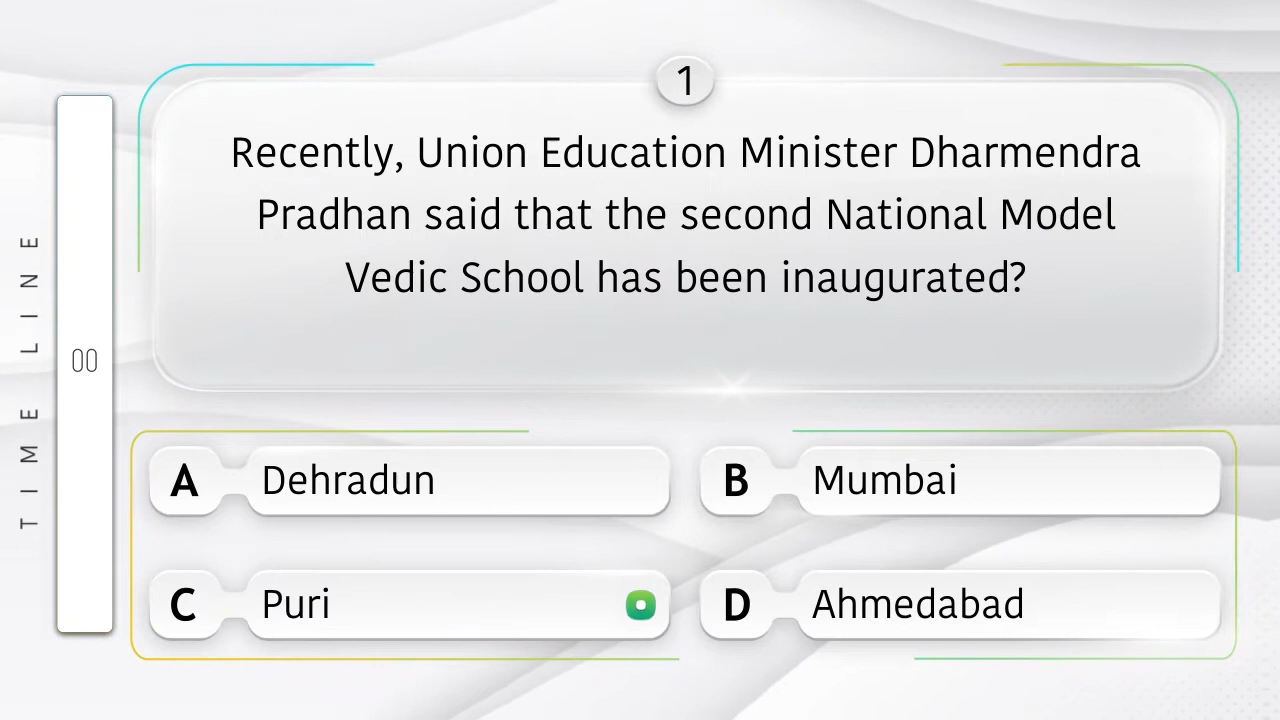 1
Recently, Union Education Minister Dharmendra
Pradhan said that the second National Model
Vedic School has been inaugurated?
TIME LINE
00
A Dehradun
B Mumbai
C Puri
D Ahmedabad